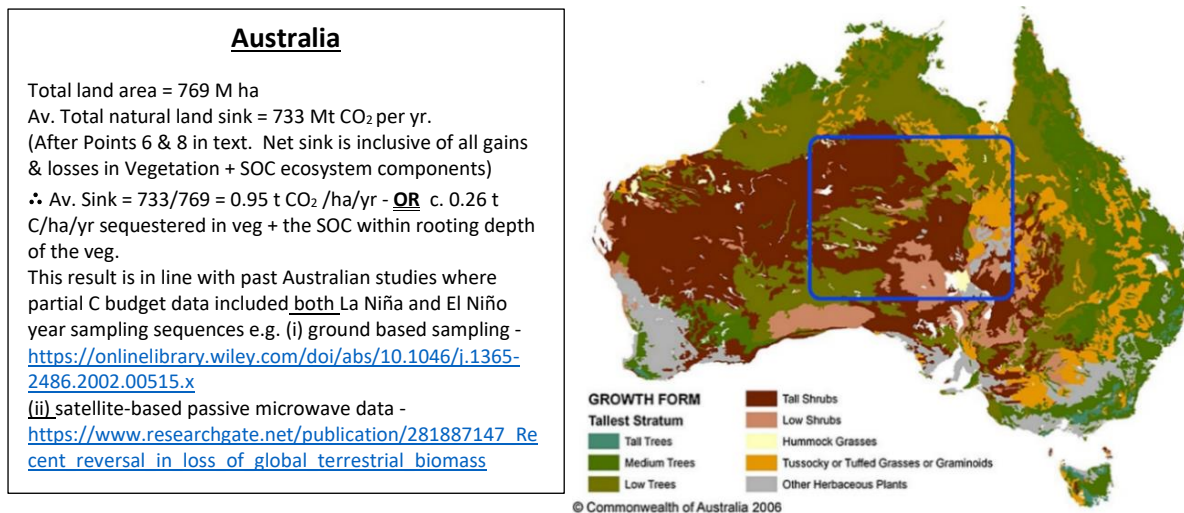 Australia
Total land area = 769 M ha
Av. Total natural land sink = 733 Mt CO₂ per yr.
(After Points 6 & 8 in text.  Net sink is inclusive of all gains
& losses in Vegetation + SOC ecosystem components)
∴ Av. Sink = 733/769 = 0.95 t CO₂ /ha/yr - OR  c. 0.26 t
C/ha/yr sequestered in veg + the SOC within rooting depth
of the veg.
This result is in line with past Australian studies where
partial C budget data included both La Niña and El Niño
year sampling sequences e.g. (i) ground based sampling -
https://onlinelibrary.wiley.com/doi/abs/10.1046/j.1365-
2486.2002.00515.x
(ii) satellite-based passive microwave data -
https://www.researchgate.net/publication/281887147_Re
cent_reversal_in_loss_of_global_terrestrial_biomass
GROWTH FORM
Tallest Stratum
Tall Trees
Medium Trees
Low Trees
Tall Shrubs
Low Shrubs
Hummock Grasses
Tussocky or Tufted Grasses or Graminoids
Other Herbaceous Plants
© Commonwealth of Australia 2006